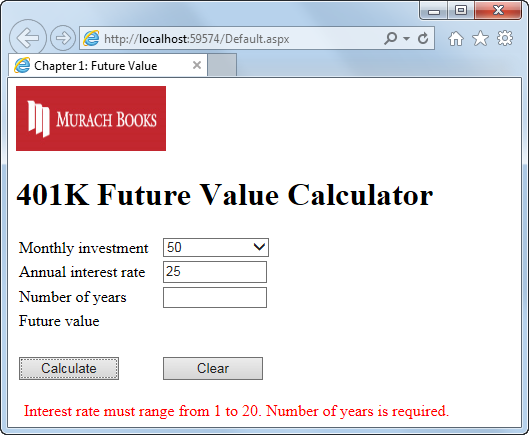 http://localhost:59574/Default.aspx
Chapter 1: Future Value
MURACH BOOKS
401K Future Value Calculator
Monthly investment 50
Annual interest rate 25
Number of years
Future value
Calculate Clear
Interest rate must range from 1 to 20. Number of years is required.